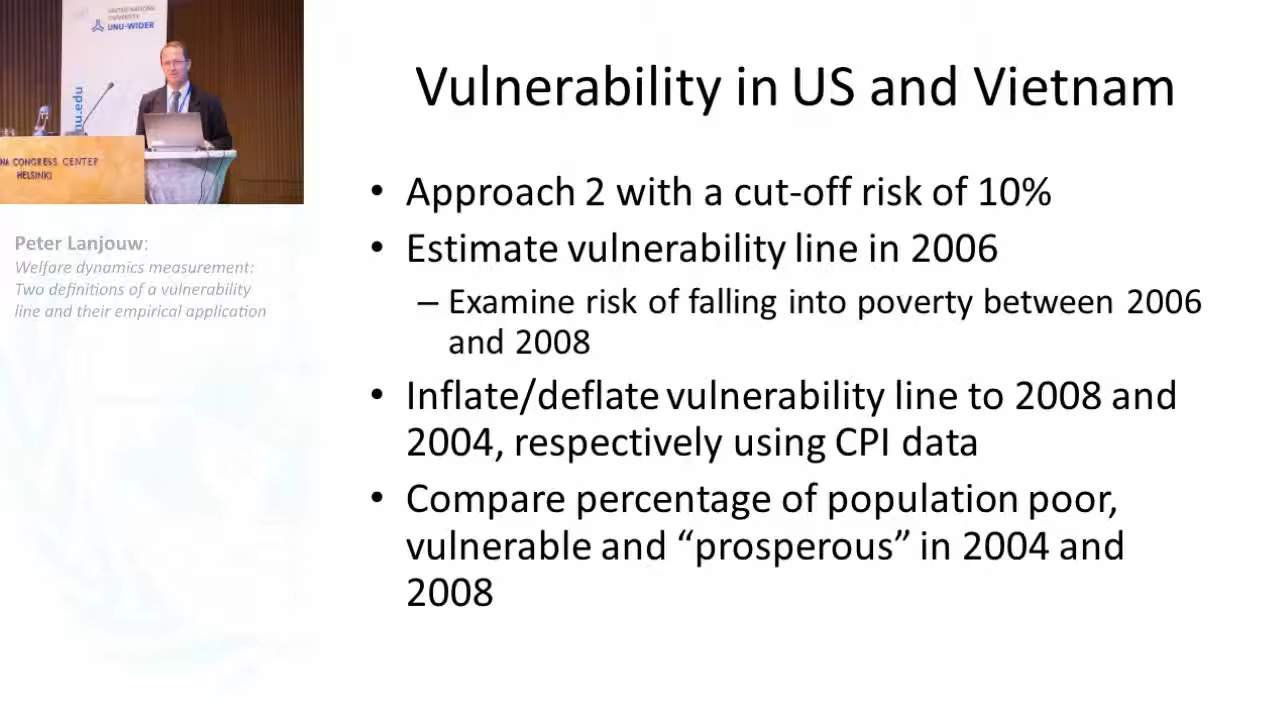 UNITED NATIONS
UNIVERSITY
UNU-WIDER
nu.edu
NA CONGRESS CENTER
HELSINKI
Peter Lanjouw:
Welfare dynamics measurement:
Two definitions of a vulnerability
line and their empirical application
Vulnerability in US and Vietnam
• Approach 2 with a cut-off risk of 10%
• Estimate vulnerability line in 2006
– Examine risk of falling into poverty between 2006
and 2008
• Inflate/deflate vulnerability line to 2008 and
2004, respectively using CPI data
• Compare percentage of population poor,
vulnerable and “prosperous” in 2004 and
2008